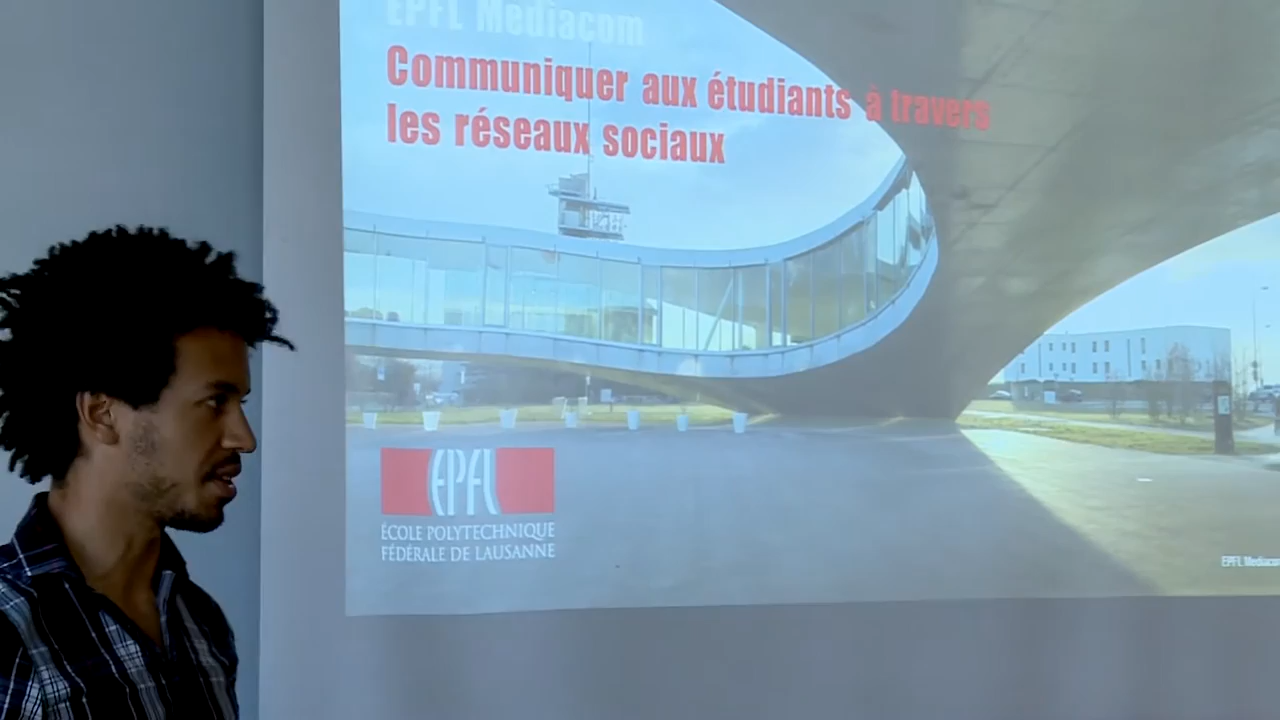 EPFL Mediacom
Communiquer aux étudiants à travers
les réseaux sociaux
EPFL
ÉCOLE POLYTECHNIQUE
FÉDÉRALE DE LAUSANNE
EPFL Mediacom